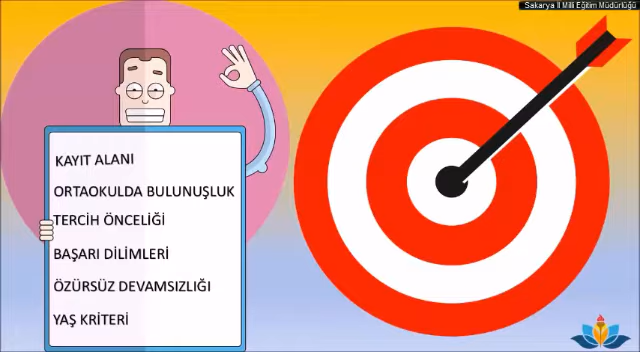 Sakarya İl Milli Eğitim Müdürlüğü
KAYIT ALANI
ORTAOKULDA BULUNUŞLUK
TERCİH ÖNCELİĞİ
BAŞARI DİLİMLERİ
ÖZÜRSÜZ DEVAMSIZLIĞI
YAŞ KRİTERİ